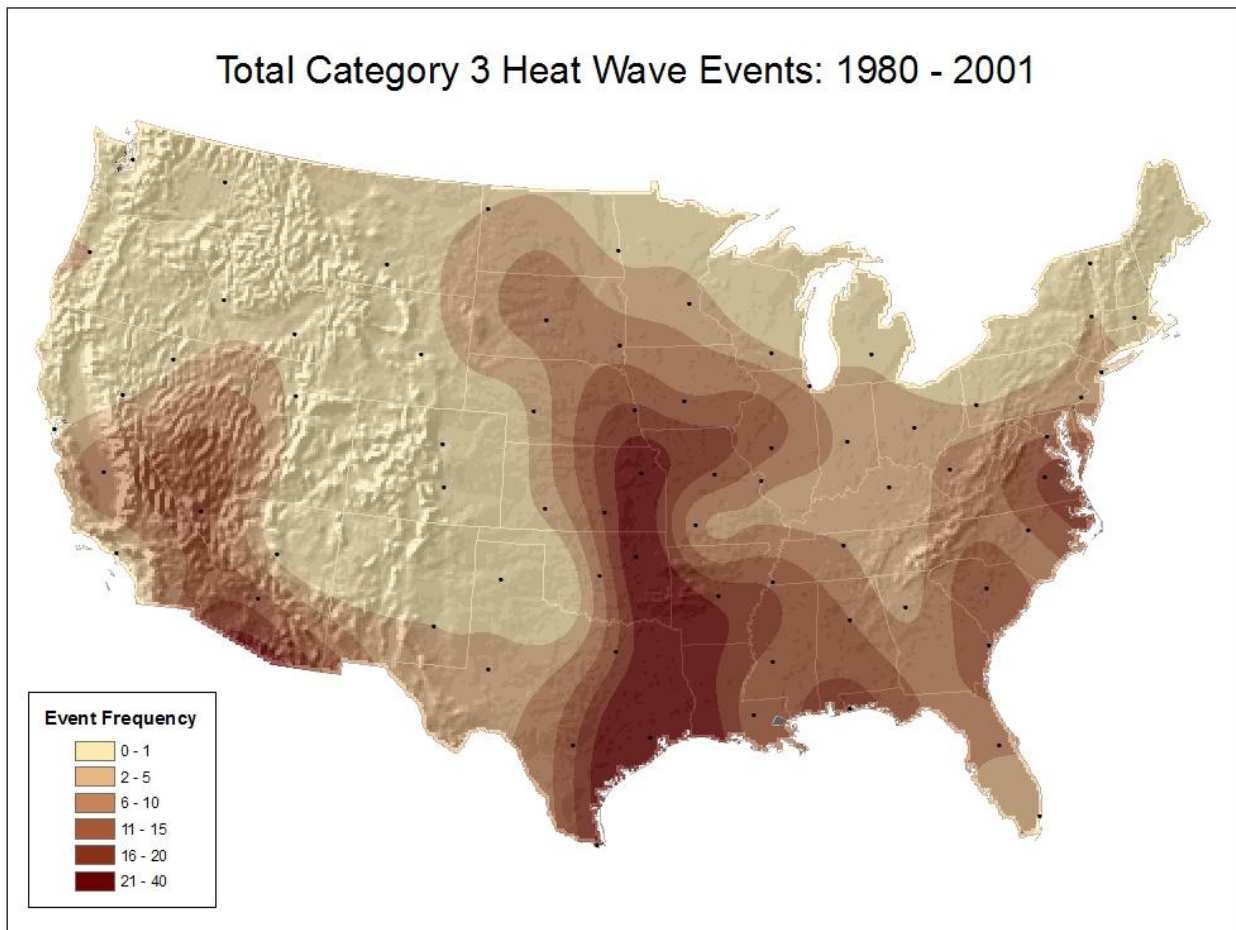 Total Category 3 Heat Wave Events: 1980 - 2001
Event Frequency
0 - 1
2 - 5
6 - 10
11 - 15
16 - 20
21 - 40